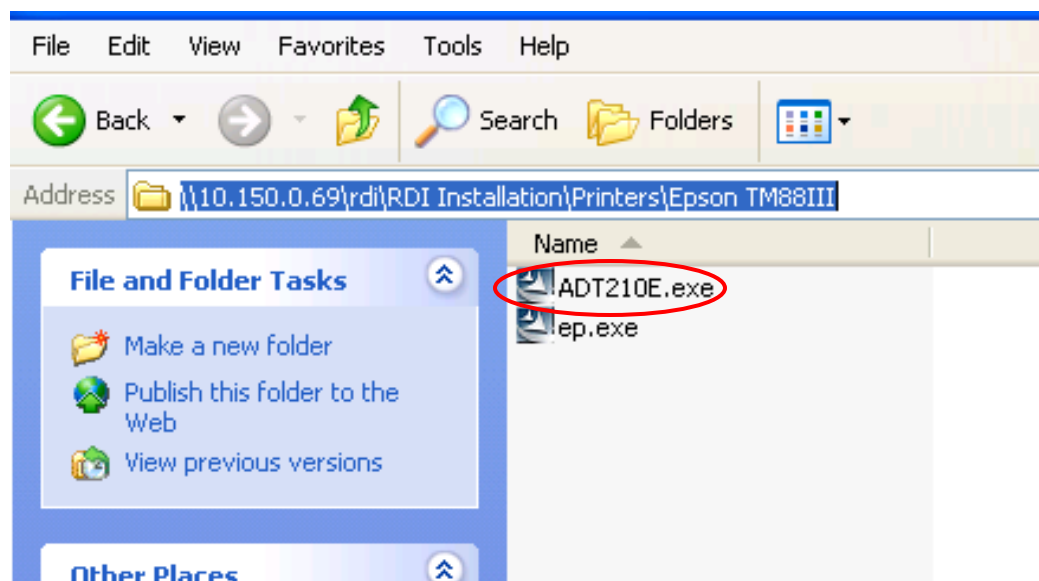 File Edit View Favorites Tools Help
Back Search Folders
Address \\10.150.0.69\rdi\RDI Installation\Printers\Epson TM88III
Name
File and Folder Tasks
ADT210E.exe
ep.exe
Make a new folder
Publish this folder to the
Web
View previous versions
Other Places